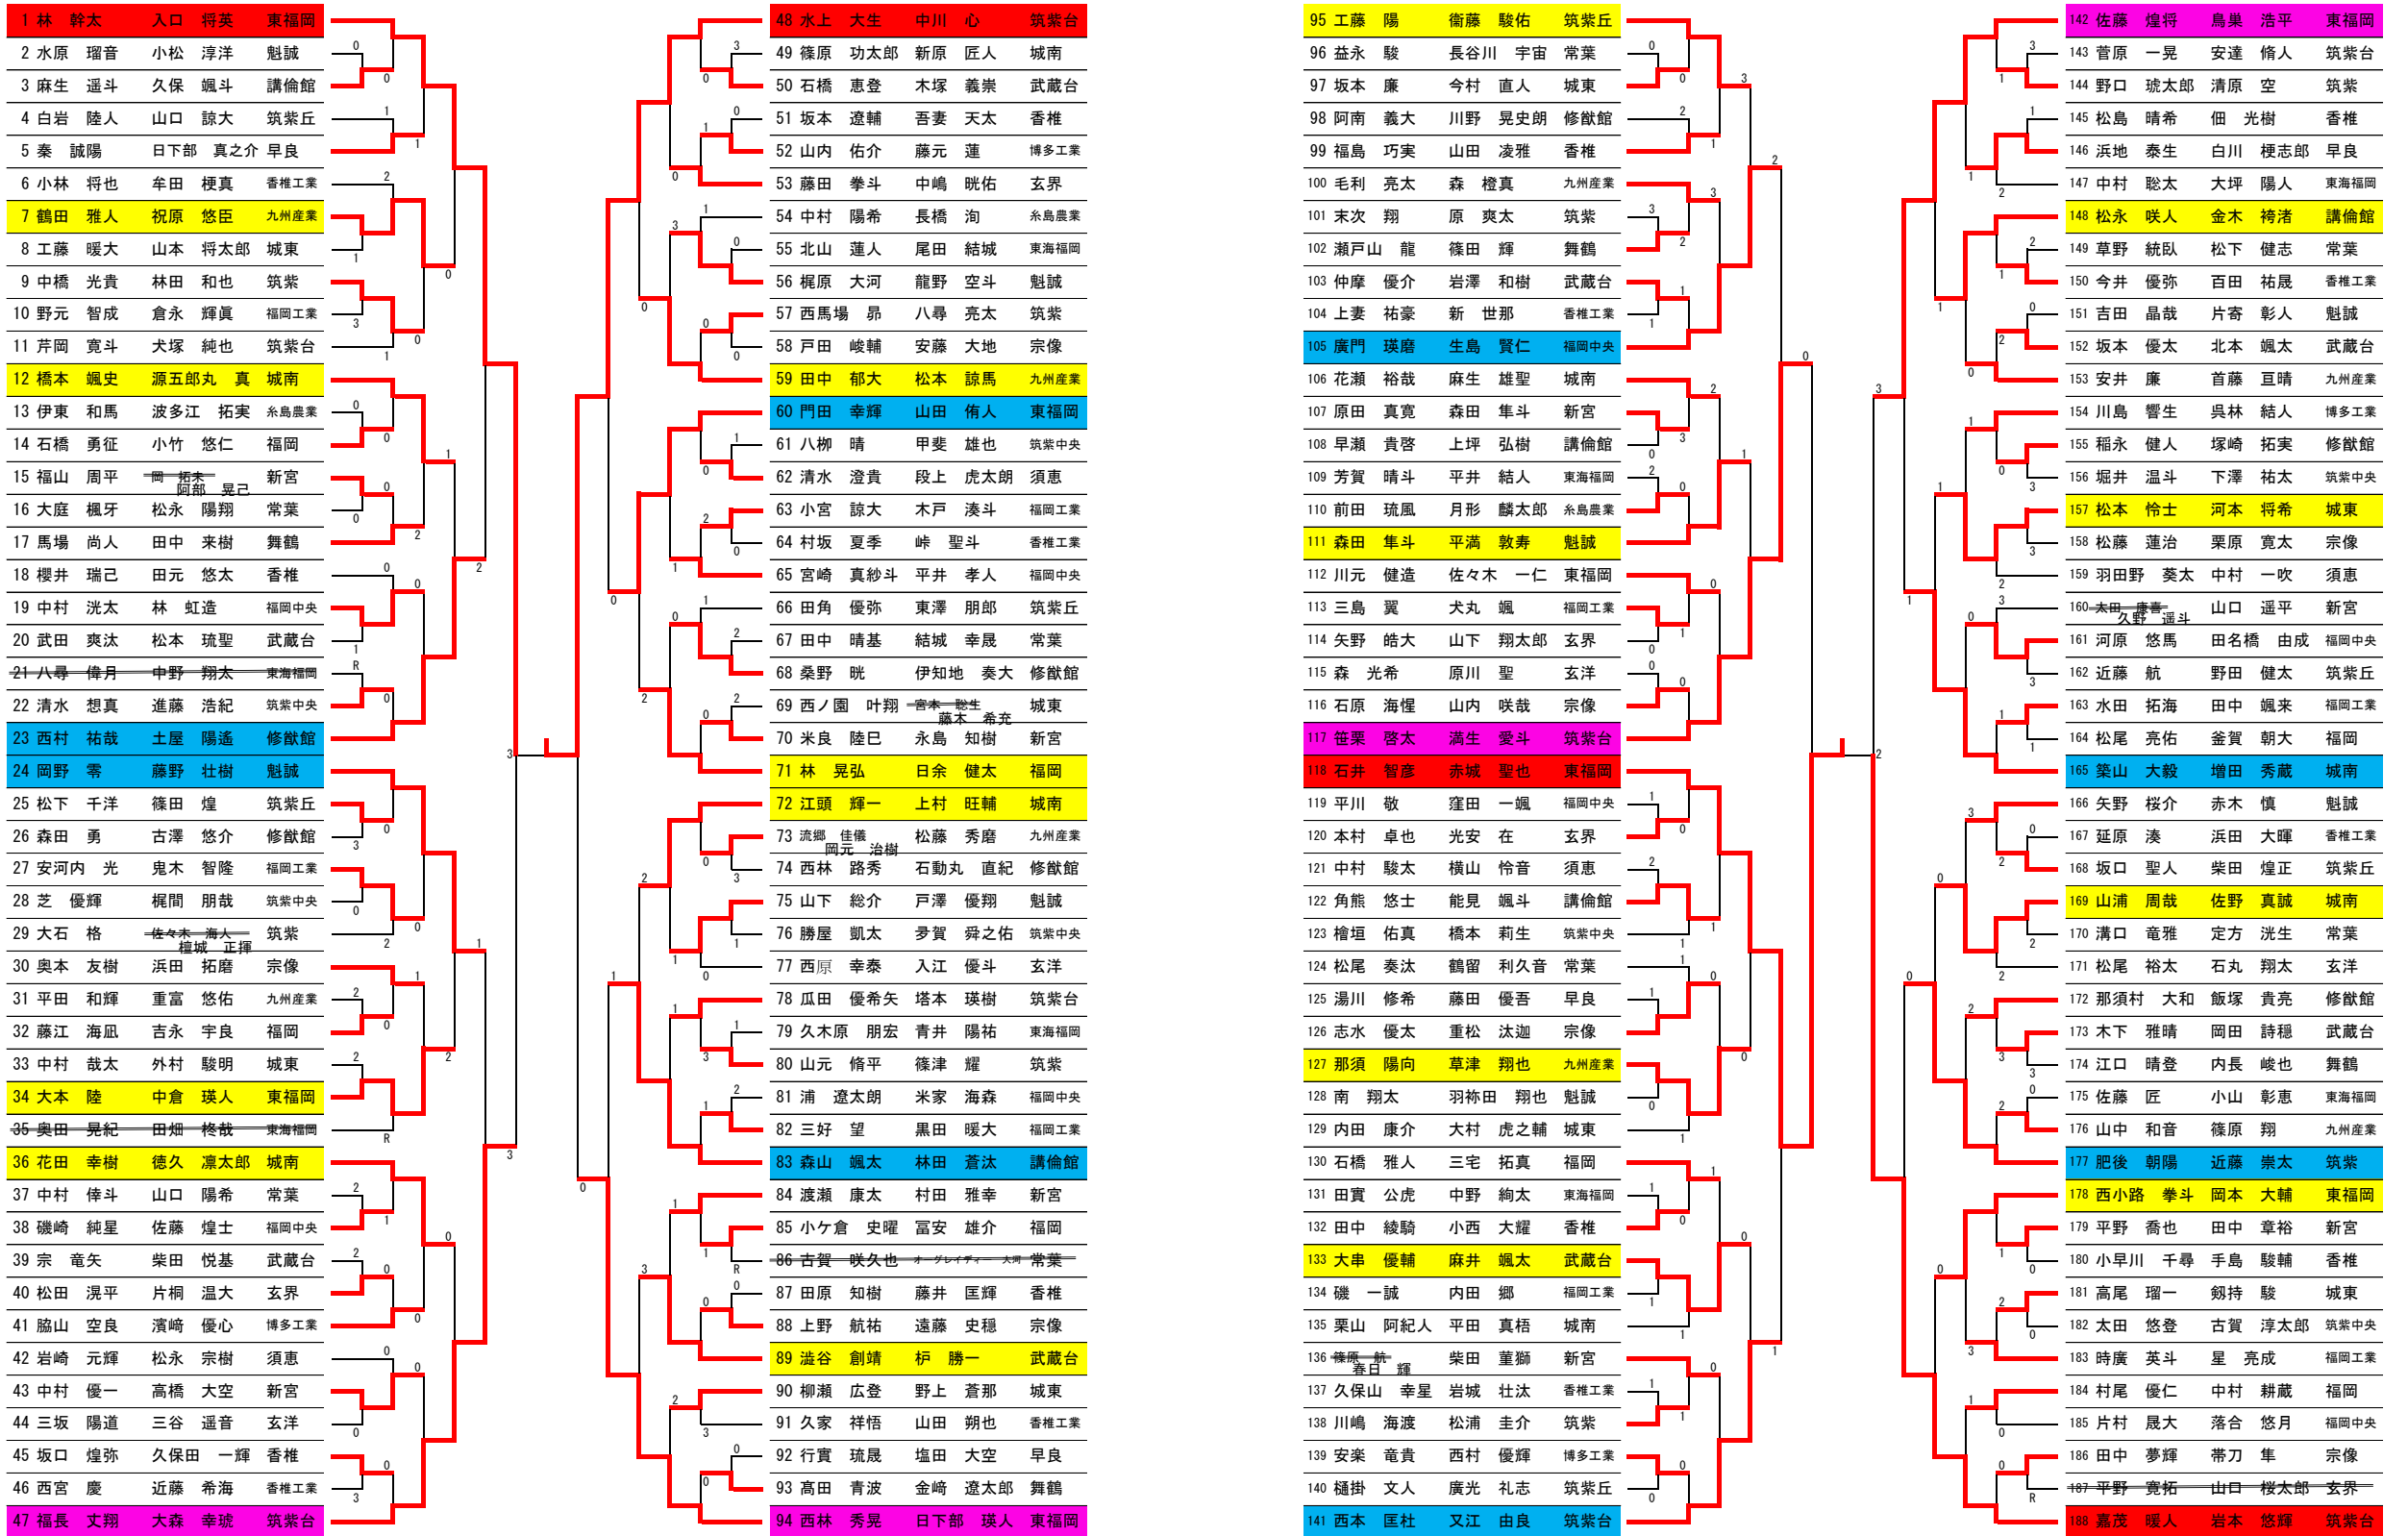 1 林 幹太 入口 将英 東福岡
2 水原 瑠音 小松 淳洋 魁誠
3 麻生 遥斗 久保 颯斗 講倫館
4 白岩 陸人 山口 諒大 筑紫丘
5 秦 誠陽 日下部 真之介 早良
6 小林 将也 牟田 梗真 香椎工業
7 鶴田 雅人 祝原 悠臣 九州産業
8 工藤 暖大 山本 将太郎 城東
9 中橋 光貴 林田 和也 筑紫
10 野元 智成 倉永 輝眞 福岡工業
11 芹岡 寛斗 犬塚 純也 筑紫台
12 橋本 颯史 源五郎丸 真 城南
13 伊東 和馬 波多江 拓実 糸島農業
14 石橋 勇征 小竹 悠仁 福岡
15 福山 周平 岡 拓未 新宮
阿部 晃己
16 大庭 楓牙 松永 陽翔 常葉
17 馬場 尚人 田中 来樹 舞鶴
18 櫻井 瑞己 田元 悠太 香椎
19 中村 洸太 林 虹造 福岡中央
20 武田 爽汰 松本 琉聖 武蔵台
21 八尋 偉月 中野 翔太 東海福岡
22 清水 想真 進藤 浩紀 筑紫中央
23 西村 祐哉 土屋 陽遙 修猷館
24 岡野 零 藤野 壮樹 魁誠
25 松下 千洋 篠田 煌 筑紫丘
26 森田 勇 古澤 悠介 修猷館
27 安河内 光 鬼木 智隆 福岡工業
28 芝 優輝 梶間 朋哉 筑紫中央
29 大石 格 佐々木 海人 筑紫
檀城 正揮
30 奥本 友樹 浜田 拓磨 宗像
31 平田 和輝 重富 悠佑 九州産業
32 藤江 海凪 吉永 宇良 福岡
33 中村 哉太 外村 駿明 城東
34 大本 陸 中倉 瑛人 東福岡
35 奥田 晃紀 田畑 柊哉 東海福岡
36 花田 幸樹 徳久 凛太郎 城南
37 中村 倖斗 山口 陽希 常葉
38 磯崎 純星 佐藤 煌士 福岡中央
39 宗 竜矢 柴田 悦基 武蔵台
40 松田 滉平 片桐 温大 玄界
41 脇山 空良 濱﨑 優心 博多工業
42 岩崎 元輝 松永 宗樹 須恵
43 中村 優一 高橋 大空 新宮
44 三坂 陽道 三谷 遥音 玄洋
45 坂口 煌弥 久保田 一輝 香椎
46 西宮 慶 近藤 希海 香椎工業
47 福長 丈翔 大森 幸琥 筑紫台
48 水上 大生 中川 心 筑紫台
49 篠原 功太郎 新原 匠人 城南
50 石橋 恵登 木塚 義崇 武蔵台
51 坂本 遼輔 吾妻 天太 香椎
52 山内 佑介 藤元 蓮 博多工業
53 藤田 拳斗 中嶋 晄佑 玄界
54 中村 陽希 長橋 洵 糸島農業
55 北山 蓮人 尾田 結城 東海福岡
56 梶原 大河 龍野 空斗 魁誠
57 西馬場 昴 八尋 亮太 筑紫
58 戸田 峻輔 安藤 大地 宗像
59 田中 郁大 松本 諒馬 九州産業
60 門田 幸輝 山田 侑人 東福岡
61 八栁 晴 甲斐 雄也 筑紫中央
62 清水 澄貴 段上 虎太朗 須恵
63 小宮 諒大 木戸 湊斗 福岡工業
64 村坂 夏季 峠 聖斗 香椎工業
65 宮崎 真紗斗 平井 孝人 福岡中央
66 田角 優弥 東澤 朋郎 筑紫丘
67 田中 晴基 結城 幸晟 常葉
68 桑野 晄 伊知地 奏大 修猷館
69 西ノ園 叶翔 宮本 聡生 城東
藤木 希充
70 米良 陸巳 永島 知樹 新宮
71 林 晃弘 日余 健太 福岡
72 江頭 輝一 上村 旺輔 城南
73 流郷 佳儀 松藤 秀磨 九州産業
岡元 治樹
74 西林 路秀 石動丸 直紀 修猷館
75 山下 総介 戸澤 優翔 魁誠
76 勝屋 凱太 夛賀 舜之佑 筑紫中央
77 西原 幸泰 入江 優斗 玄洋
78 瓜田 優希矢 塔本 瑛樹 筑紫台
79 久木原 朋宏 青井 陽祐 東海福岡
80 山元 脩平 篠津 耀 筑紫
81 浦 遼太朗 米家 海森 福岡中央
82 三好 望 黒田 暖大 福岡工業
83 森山 颯太 林田 蒼汰 講倫館
84 渡瀬 康太 村田 雅幸 新宮
85 小ケ倉 史曜 冨安 雄介 福岡
86 古賀 咲久也 オーグレイディー 大河 常葉
87 田原 知樹 藤井 匡輝 香椎
88 上野 航祐 遠藤 史穏 宗像
89 澁谷 創靖 枦 勝一 武蔵台
90 柳瀬 広登 野上 蒼那 城東
91 久家 祥悟 山田 朔也 香椎工業
92 行實 琉晟 塩田 大空 早良
93 髙田 青波 金﨑 遼太郎 舞鶴
94 西林 秀晃 日下部 瑛人 東福岡
95 工藤 陽 衞藤 駿佑 筑紫丘
96 益永 駿 長谷川 宇宙 常葉
97 坂本 廉 今村 直人 城東
98 阿南 義大 川野 晃史朗 修猷館
99 福島 巧実 山田 凌雅 香椎
100 毛利 亮太 森 橙真 九州産業
101 末次 翔 原 爽太 筑紫
102 瀬戸山 龍 篠田 輝 舞鶴
103 仲摩 優介 岩澤 和樹 武蔵台
104 上妻 祐豪 新 世那 香椎工業
105 廣門 瑛磨 生島 賢仁 福岡中央
106 花瀬 裕哉 麻生 雄聖 城南
107 原田 真寛 森田 隼斗 新宮
108 早瀬 貴啓 上坪 弘樹 講倫館
109 芳賀 晴斗 平井 結人 東海福岡
110 前田 琉風 月形 麟太郎 糸島農業
111 森田 隼斗 平満 敦寿 魁誠
112 川元 健造 佐々木 一仁 東福岡
113 三島 翼 犬丸 颯 福岡工業
114 矢野 皓大 山下 翔太郎 玄界
115 森 光希 原川 聖 玄洋
116 石原 海惺 山内 咲哉 宗像
117 笹栗 啓太 満生 愛斗 筑紫台
118 石井 智彦 赤城 聖也 東福岡
119 平川 敬 窪田 一颯 福岡中央
120 本村 卓也 光安 在 玄界
121 中村 駿太 横山 怜音 須恵
122 角熊 悠士 能見 颯斗 講倫館
123 檜垣 佑真 橋本 莉生 筑紫中央
124 松尾 奏汰 鶴留 利久音 常葉
125 湯川 修希 藤田 優吾 早良
126 志水 優太 重松 汰迦 宗像
127 那須 陽向 草津 翔也 九州産業
128 南 翔太 羽祢田 翔也 魁誠
129 内田 康介 大村 虎之輔 城東
130 石橋 雅人 三宅 拓真 福岡
131 田實 公虎 中野 絢太 東海福岡
132 田中 綾騎 小西 大耀 香椎
133 大串 優輔 麻井 颯太 武蔵台
134 磯 一誠 内田 郷 福岡工業
135 栗山 阿紀人 平田 真梧 城南
136 篠原 航 柴田 菫獅 新宮
春日 輝
137 久保山 幸星 岩城 壮汰 香椎工業
138 川嶋 海渡 松浦 圭介 筑紫
139 安楽 竜貴 西村 優輝 博多工業
140 樋掛 文人 廣光 礼志 筑紫丘
141 西本 匡杜 又江 由良 筑紫台
142 佐藤 煌将 鳥巣 浩平 東福岡
143 菅原 一晃 安達 脩人 筑紫台
144 野口 琥太郎 清原 空 筑紫
145 松島 晴希 佃 光樹 香椎
146 浜地 泰生 白川 梗志郎 早良
147 中村 聡太 大坪 陽人 東海福岡
148 松永 咲人 金木 袴渚 講倫館
149 草野 統臥 松下 健志 常葉
150 今井 優弥 百田 祐晟 香椎工業
151 吉田 晶哉 片寄 彰人 魁誠
152 坂本 優太 北本 颯太 武蔵台
153 安井 廉 首藤 亘晴 九州産業
154 川島 響生 呉林 結人 博多工業
155 稲永 健人 塚崎 拓実 修猷館
156 堀井 温斗 下澤 祐太 筑紫中央
157 松本 怜士 河本 将希 城東
158 松藤 蓮治 栗原 寛太 宗像
159 羽田野 葵太 中村 一吹 須恵
160 太田 康喜 山口 遥平 新宮
久野 遥斗
161 河原 悠馬 田名橋 由成 福岡中央
162 近藤 航 野田 健太 筑紫丘
163 水田 拓海 田中 颯来 福岡工業
164 松尾 亮佑 釜賀 朝大 福岡
165 築山 大毅 増田 秀蔵 城南
166 矢野 桜介 赤木 慎 魁誠
167 延原 湊 浜田 大暉 香椎工業
168 坂口 聖人 柴田 煌正 筑紫丘
169 山浦 周哉 佐野 真誠 城南
170 溝口 竜雅 定方 洸生 常葉
171 松尾 裕太 石丸 翔太 玄洋
172 那須村 大和 飯塚 貴亮 修猷館
173 木下 雅晴 岡田 詩穏 武蔵台
174 江口 晴登 内長 峻也 舞鶴
175 佐藤 匠 小山 彰恵 東海福岡
176 山中 和音 篠原 翔 九州産業
177 肥後 朝陽 近藤 崇太 筑紫
178 西小路 拳斗 岡本 大輔 東福岡
179 平野 喬也 田中 章裕 新宮
180 小早川 千尋 手島 駿輔 香椎
181 高尾 瑠一 剱持 駿 城東
182 太田 悠登 古賀 淳太郎 筑紫中央
183 時廣 英斗 星 亮成 福岡工業
184 村尾 優仁 中村 耕蔵 福岡
185 片村 晟大 落合 悠月 福岡中央
186 田中 夢輝 帯刀 隼 宗像
187 平野 寛拓 山口 桜太郎 玄界
188 嘉茂 暖人 岩本 悠輝 筑紫台